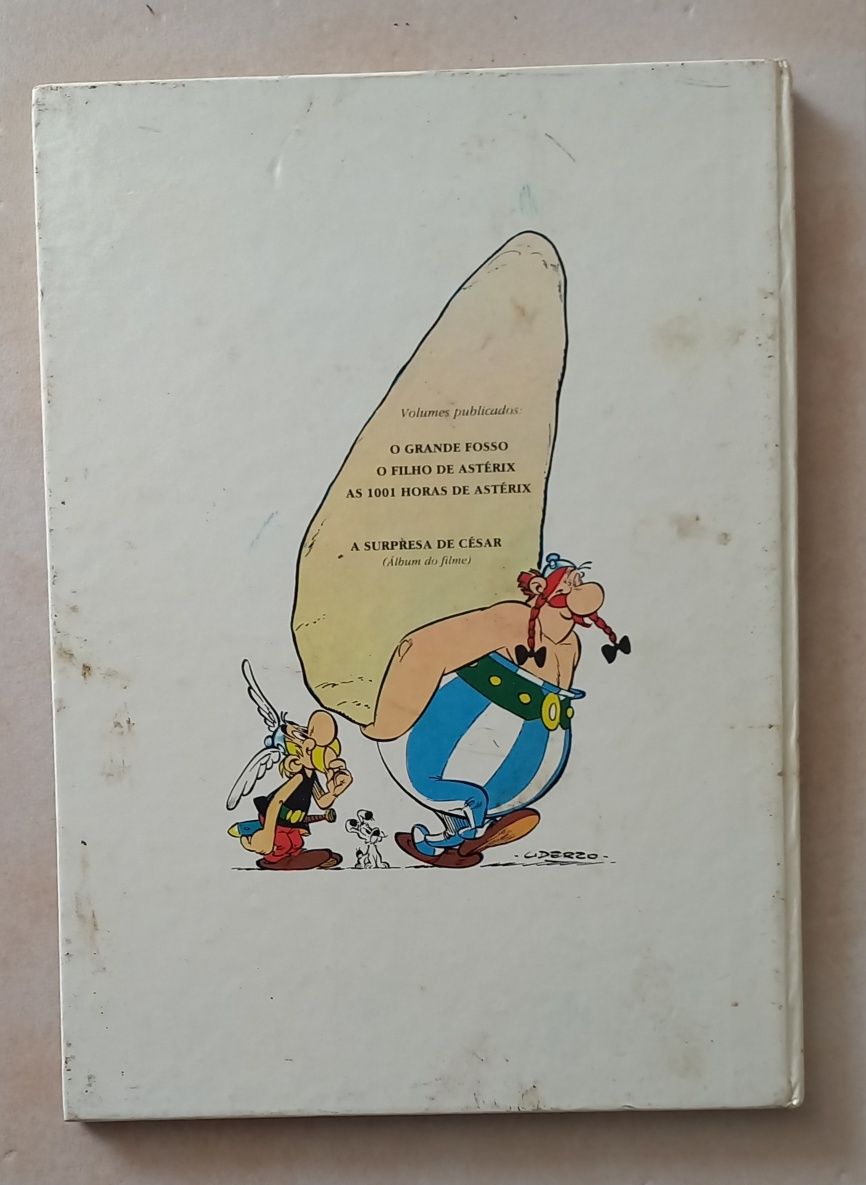 Volumes publicados:
O GRANDE FOSSO
O FILHO DE ASTÉRIX
AS 1001 HORAS DE ASTÉRIX
A SURPRESA DE CÉSAR
(Álbum do filme)
- UDERZO -